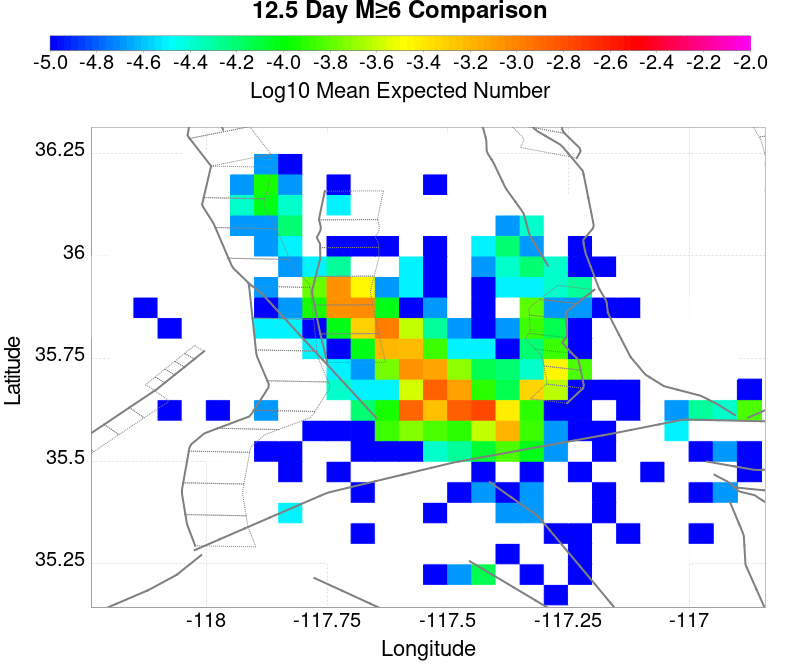 12.5 Day M≥6 Comparison
-5.0 -4.8 -4.6 -4.4 -4.2 -4.0 -3.8 -3.6 -3.4 -3.2 -3.0 -2.8 -2.6 -2.4 -2.2 -2.0
Log10 Mean Expected Number
36.25
36
35.75
35.5
35.25
Latitude
-118 -117.75 -117.5 -117.25 -117
Longitude